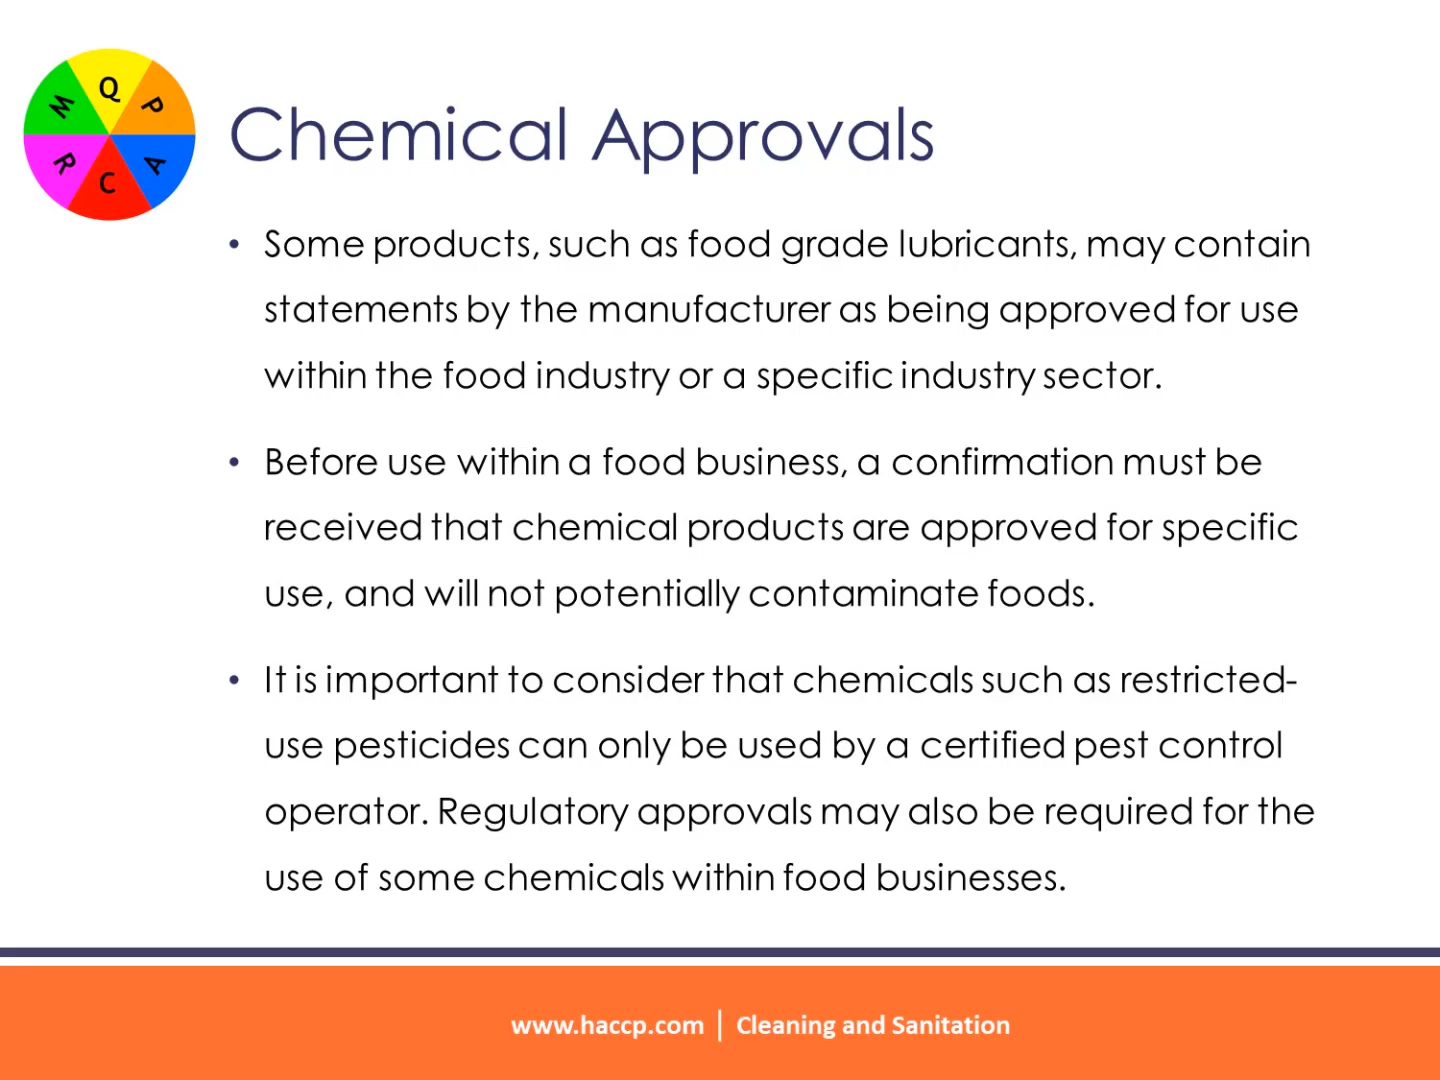 Q
P
A
C
R
M
Chemical Approvals
• Some products, such as food grade lubricants, may contain
statements by the manufacturer as being approved for use
within the food industry or a specific industry sector.
• Before use within a food business, a confirmation must be
received that chemical products are approved for specific
use, and will not potentially contaminate foods.
• It is important to consider that chemicals such as restricted-
use pesticides can only be used by a certified pest control
operator. Regulatory approvals may also be required for the
use of some chemicals within food businesses.
www.haccp.com | Cleaning and Sanitation